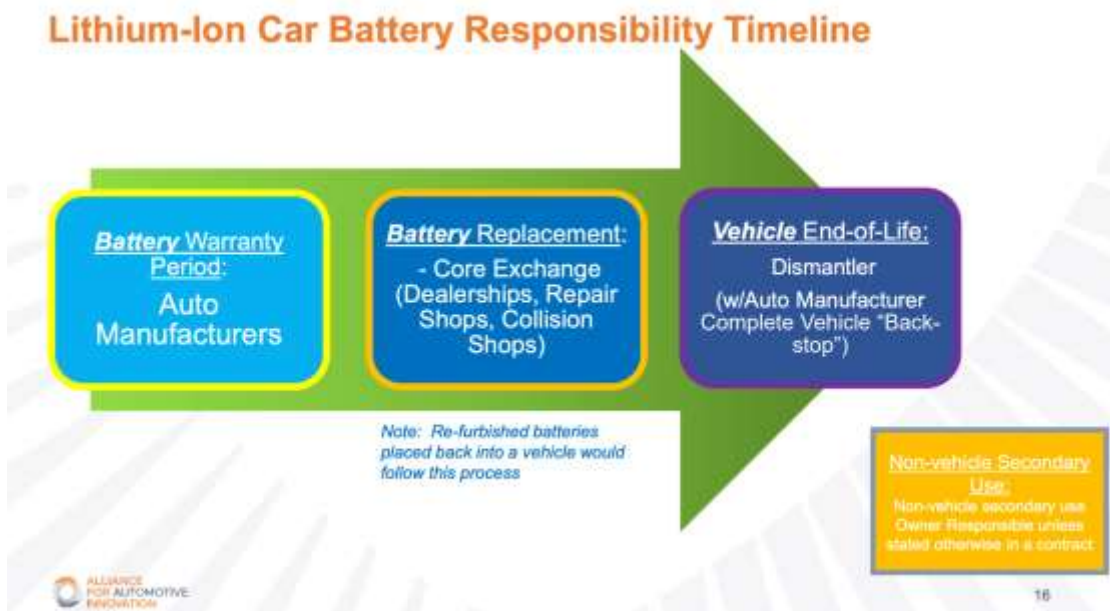 Lithium-Ion Car Battery Responsibility Timeline
Battery Warranty
Period:
Auto
Manufacturers
Battery Replacement:
- Core Exchange
(Dealerships, Repair
Shops, Collision
Shops)
Vehicle End-of-Life:
Dismantler
(w/Auto Manufacturer
Complete Vehicle “Back-
stop”)
Note: Re-furbished batteries
placed back into a vehicle would
follow this process
Non-vehicle Secondary
Use:
Non-vehicle secondary use
Owner Responsible unless
stated otherwise in a contract
ALLIANCE
FOR AUTOMOTIVE
INNOVATION
16